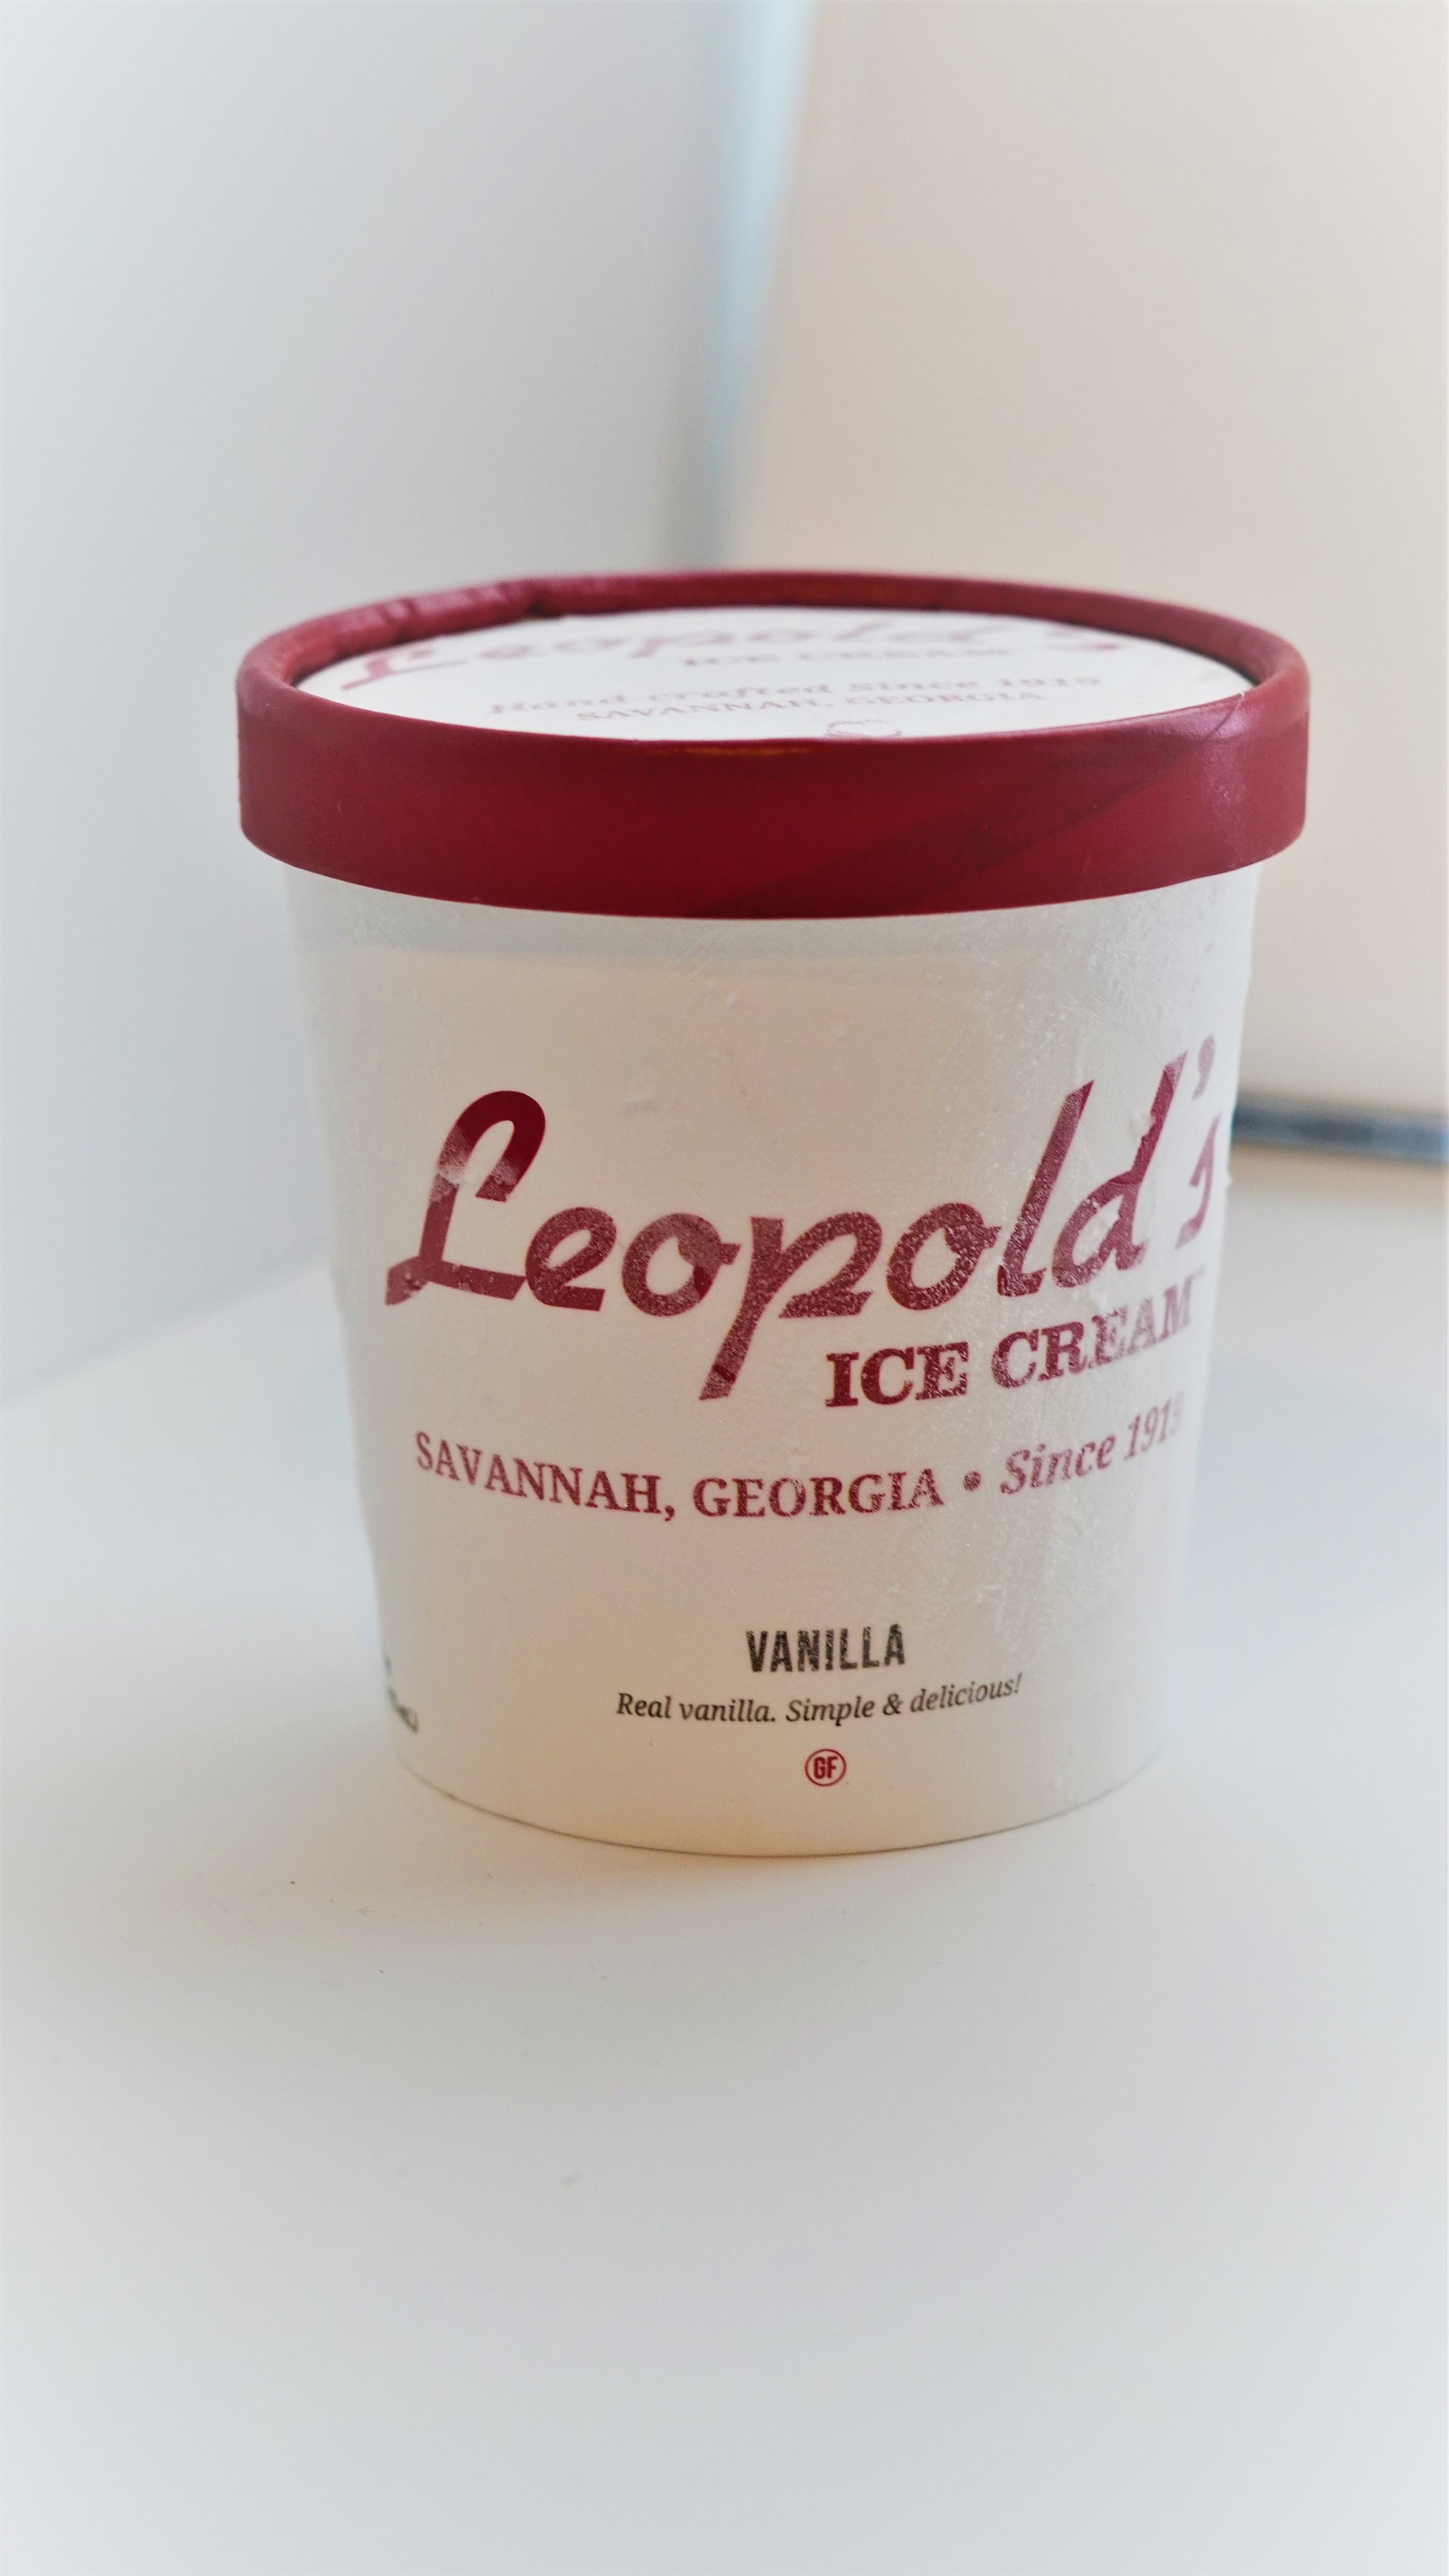 Leopold's
ICE CREAM
Hand-crafted Since 1919
SAVANNAH, GEORGIA
Leopold's
ICE CREAM
SAVANNAH, GEORGIA • Since 1919
VANILLA
Real vanilla. Simple & delicious!
GF